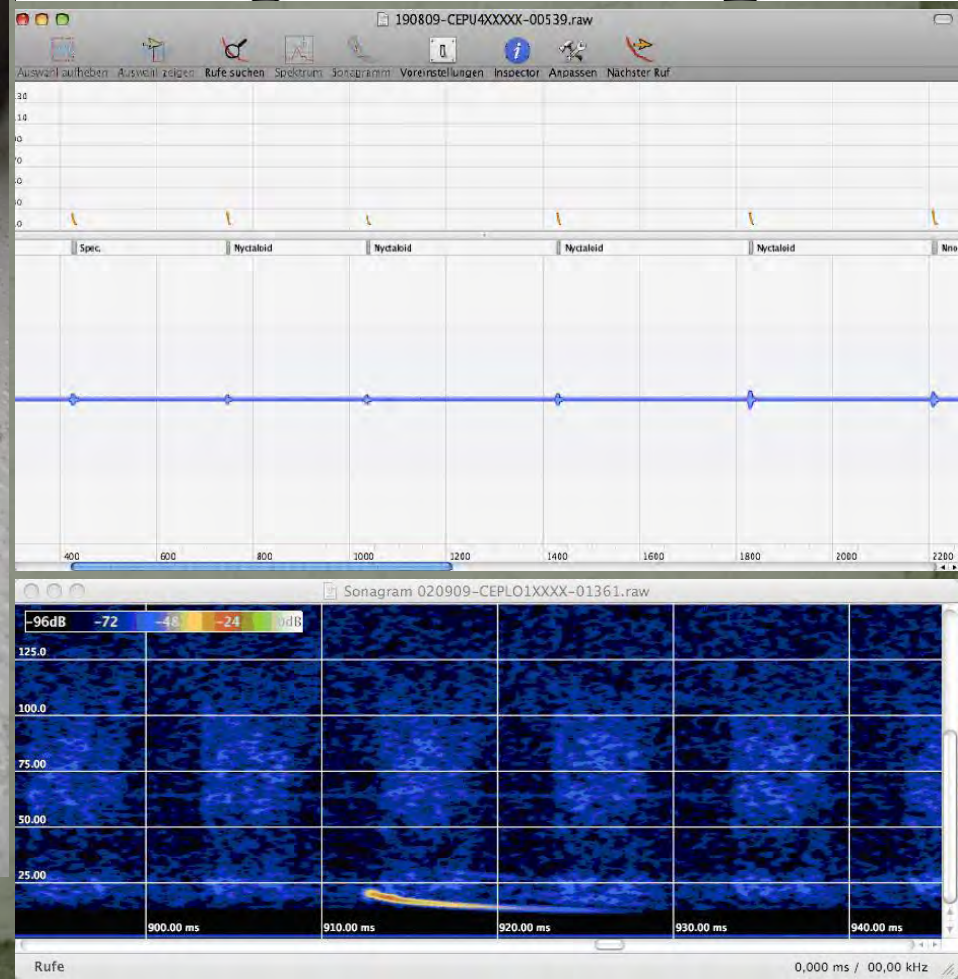 190809-CEPU4XXXXX-00539.raw
Auswahl aufheben Auswahl zeigen Rufe suchen Spektrum Sonagramm Voreinstellungen Inspector Anpassen Nächster Ruf
Spec. Nyctaloid Nyctaloid Nyctaloid Nyctaloid Nno
400 600 800 1000 1200 1400 1600 1800 2000 2200
Sonagram 020909-CEPLO1XXXX-01361.raw
-96dB -72 -48 -24 0dB
125.0
100.0
75.00
50.00
25.00
900.00 ms 910.00 ms 920.00 ms 930.00 ms 940.00 ms
Rufe 0,000 ms / 00,00 kHz